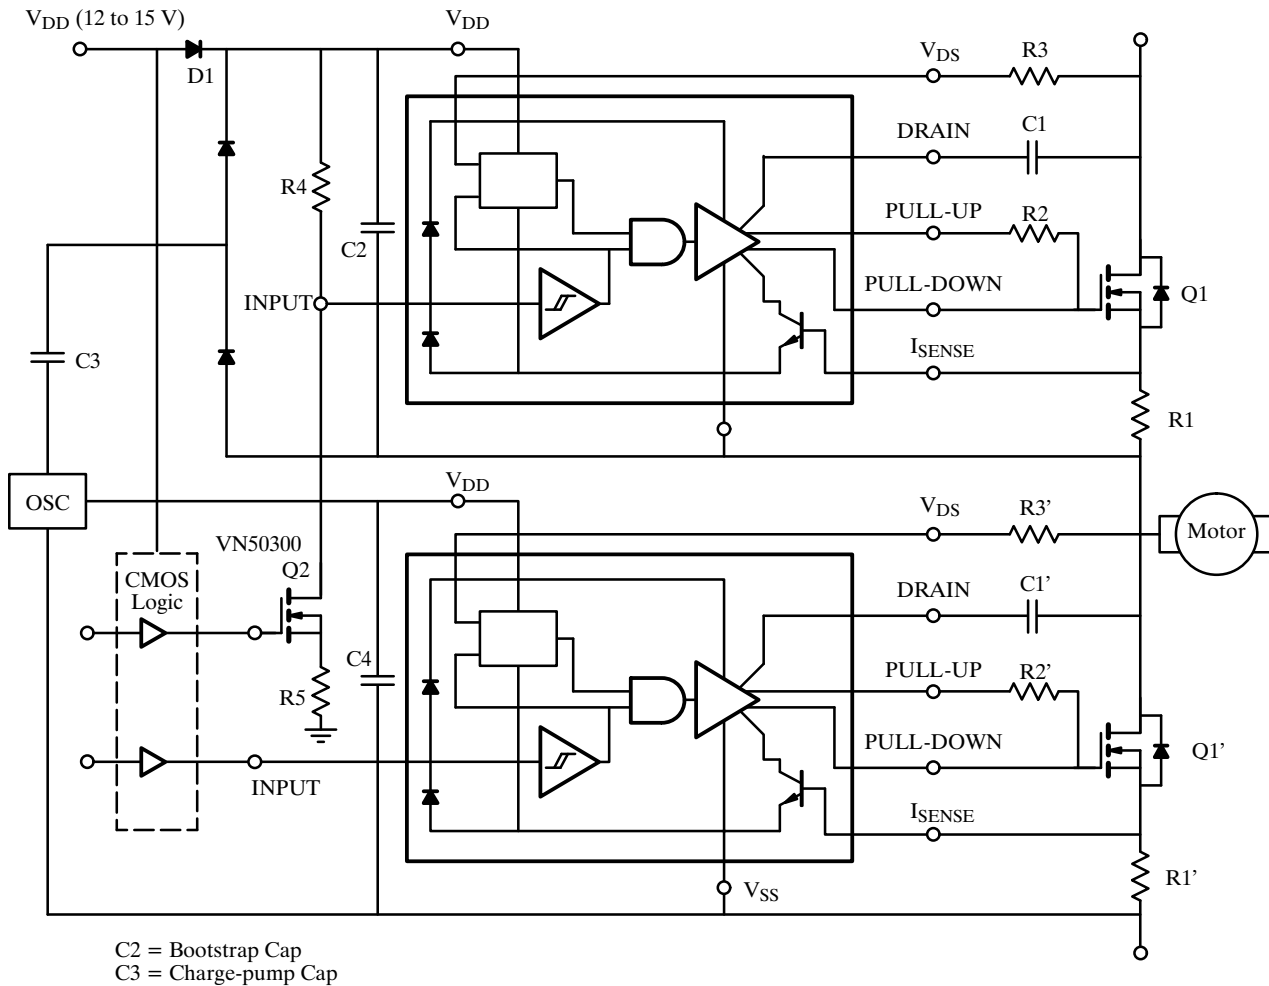 VDD (12 to 15 V)
VDD
D1
VDS
R3
DRAIN
C1
R4
PULL-UP
R2
C2
INPUT
PULL-DOWN
Q1
C3
ISENSE
R1
OSC
VDD
VDS
R3’
Motor
VN50300
Q2
CMOS
Logic
DRAIN
C1’
C4
PULL-UP
R2’
R5
PULL-DOWN
Q1’
INPUT
ISENSE
R1’
VSS
C2 = Bootstrap Cap
C3 = Charge-pump Cap